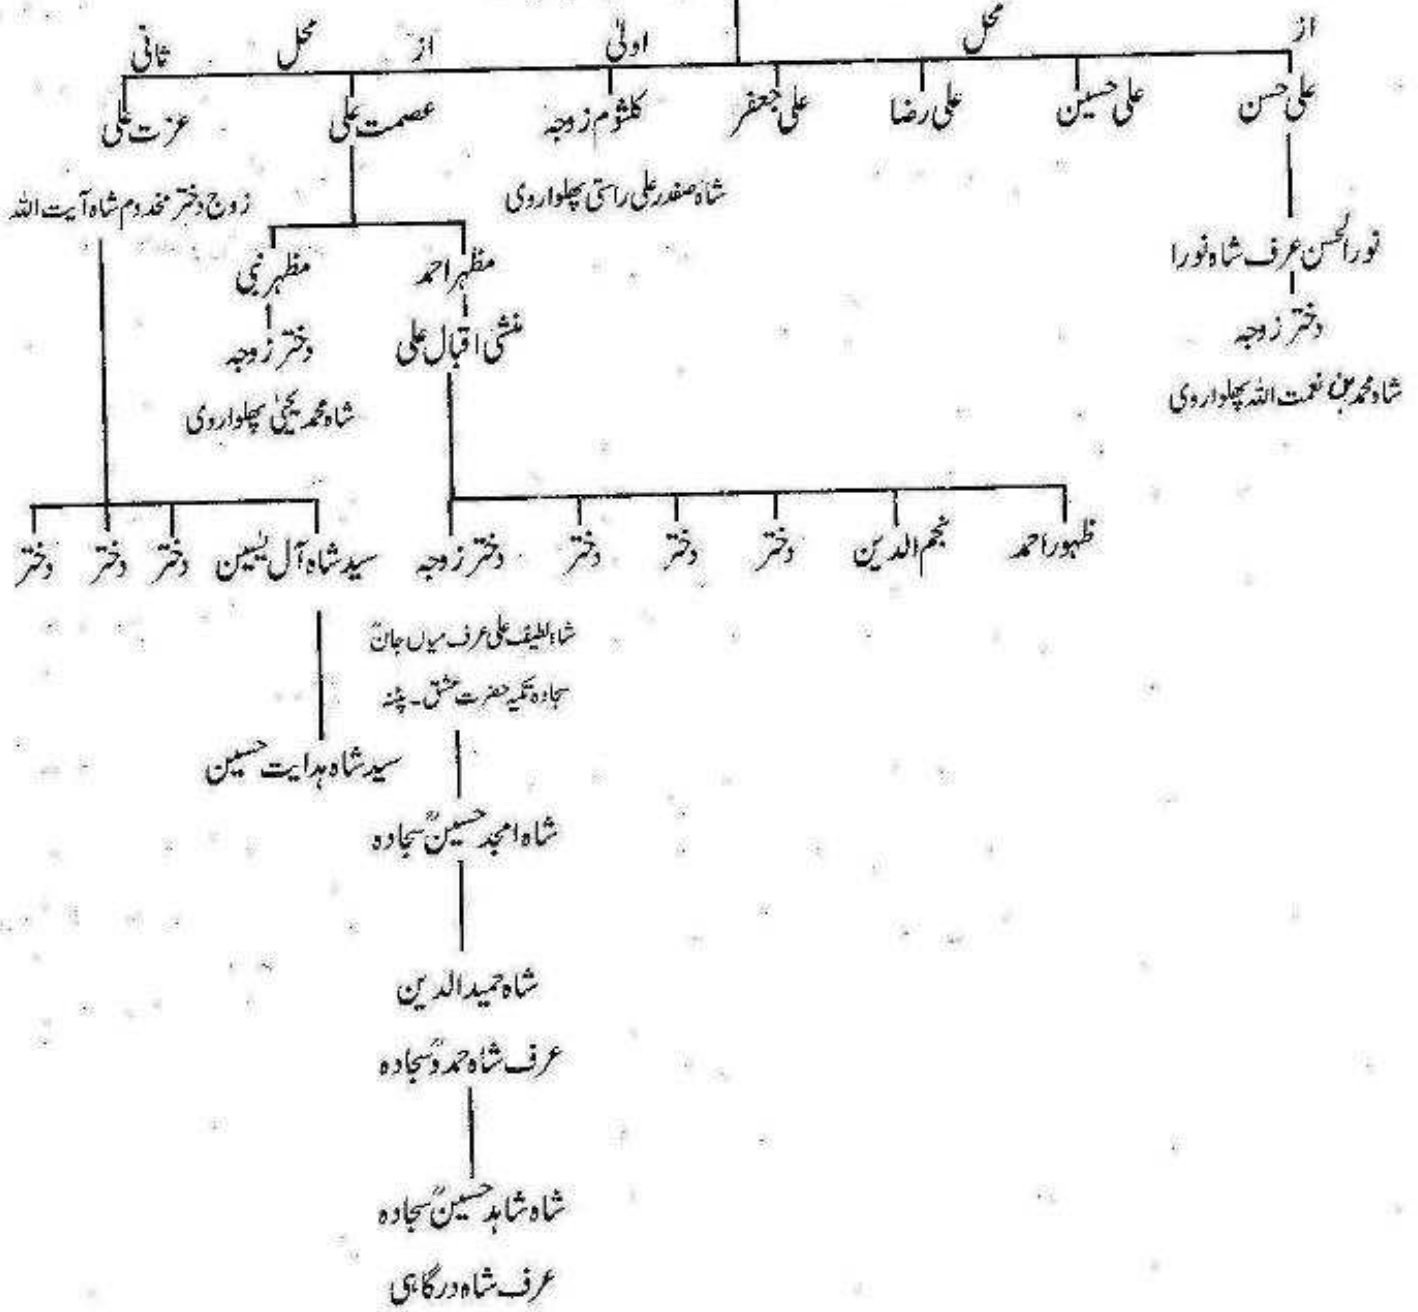 از محل اولیٰ از محل ثانی
علی حسن علی حسین علی رضا علی جعفر کلثوم زوجہ عصمت علی عزت علی
شاہ صفدر علی راستی پھلواروی زوج دختر مخدوم شاہ آیت اللہ
نورالحسن عرف شاہ نورا مظہر احمد مظہر نبی
دختر زوجہ منشی اقبال علی دختر زوجہ
شاہ محمد بن نعمت اللہ پھلواروی شاہ محمد یحییٰ پھلواروی
ظہور احمد نجم الدین دختر دختر دختر دختر زوجہ سید شاہ آل یٰسین دختر دختر دختر
شاہ لطیف علی عرف میاں جانؒ
سجادہ تکیہ حضرت عشق۔ پٹنہ
سید شاہ ہدایت حسین
شاہ امجد حسینؒ سجادہ
شاہ حمید الدین
عرف شاہ حمدوؒ سجادہ
شاہ شاہد حسینؒ سجادہ
عرف شاہ درگاہی